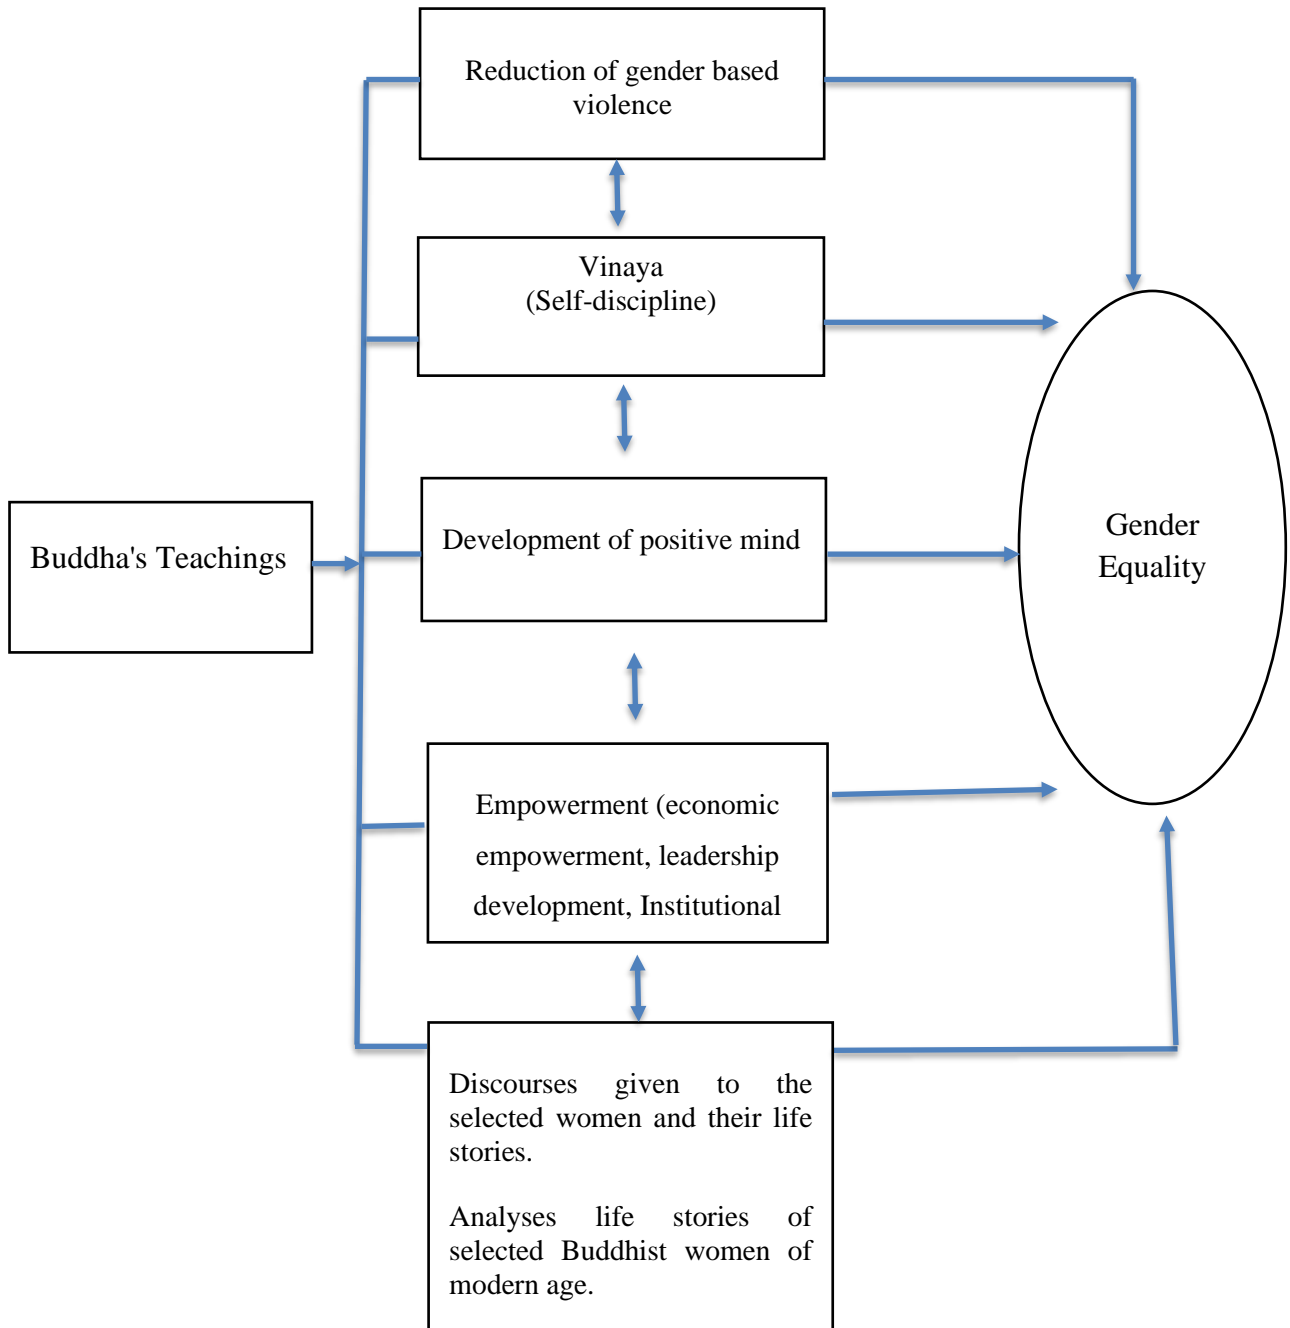 Reduction of gender based
violence
Vinaya
(Self-discipline)
Development of positive mind
Buddha's Teachings
Gender
Equality
Empowerment (economic
empowerment, leadership
development, Institutional
Discourses given to the
selected women and their life
stories.
Analyses life stories of
selected Buddhist women of
modern age.